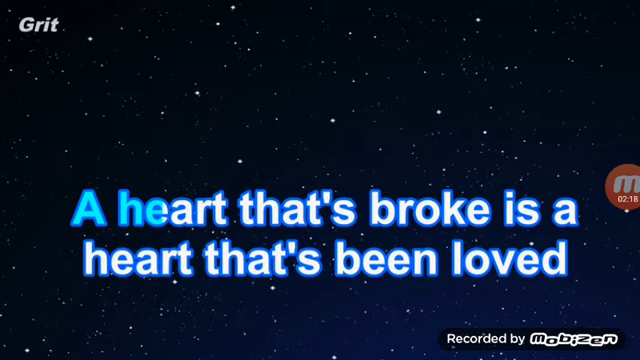 Grit
A heart that's broke is a
heart that's been loved
02:18
Recorded by mobizen